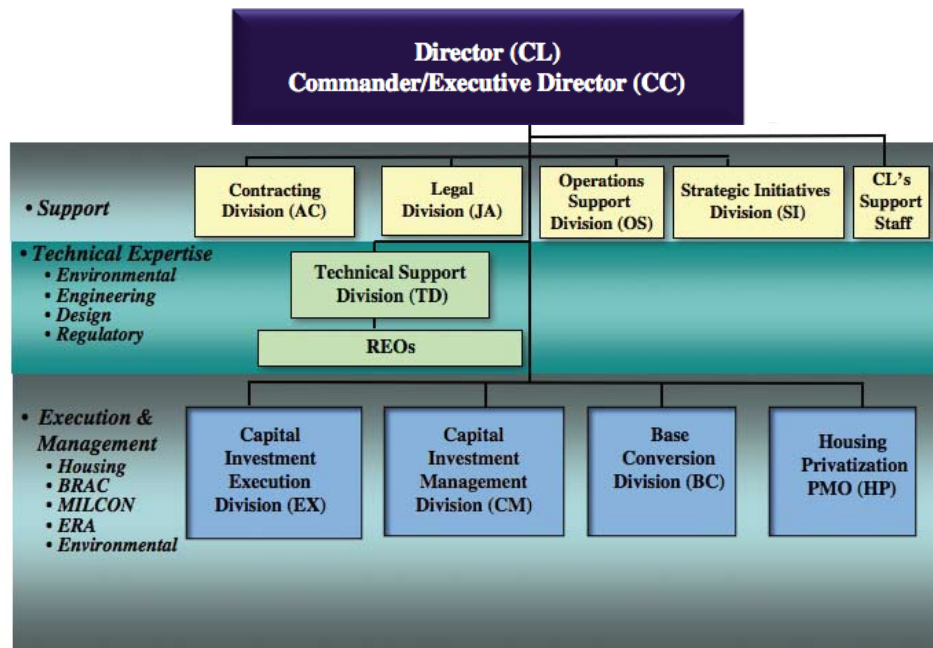 Director (CL)
Commander/Executive Director (CC)
• Support
Contracting
Division (AC)
Legal
Division (JA)
Operations
Support
Division (OS)
Strategic Initiatives
Division (SI)
CL's
Support
Staff
• Technical Expertise
• Environmental
• Engineering
• Design
• Regulatory
Technical Support
Division (TD)
REOs
• Execution &
Management
• Housing
• BRAC
• MILCON
• ERA
• Environmental
Capital
Investment
Execution
Division (EX)
Capital
Investment
Management
Division (CM)
Base
Conversion
Division (BC)
Housing
Privatization
PMO (HP)